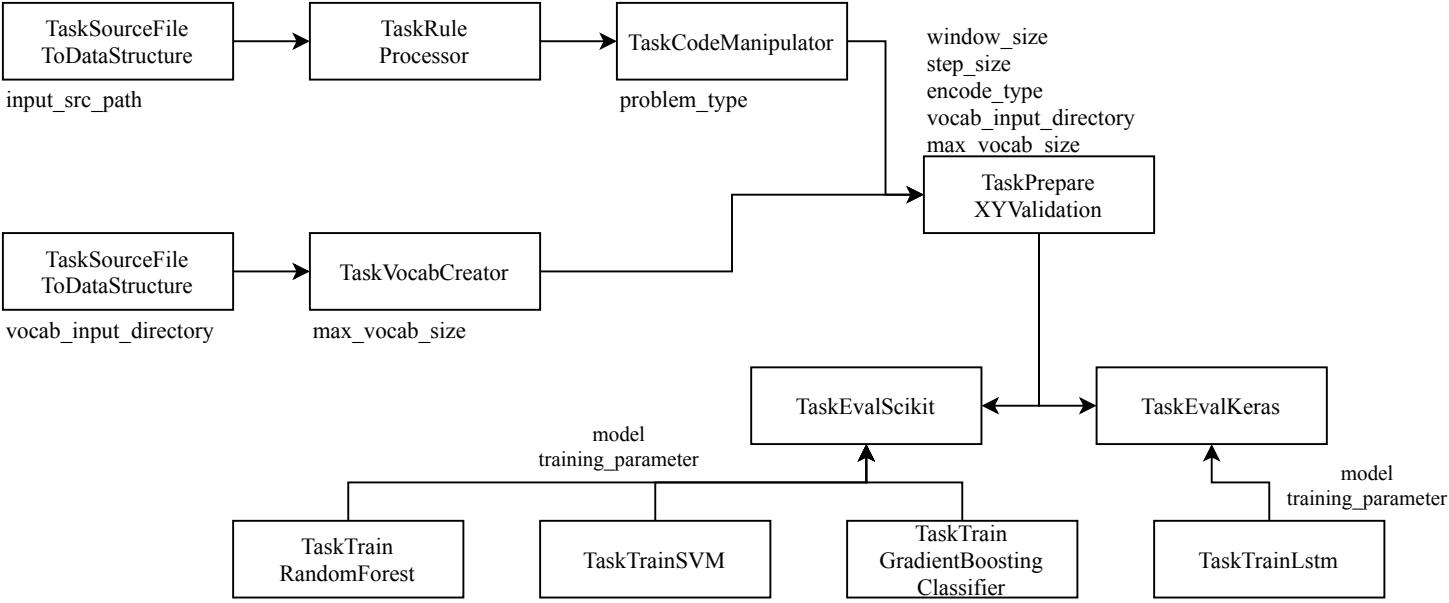 TaskSourceFile
ToDataStructure
input_src_path
TaskRule
Processor
TaskCodeManipulator
problem_type
window_size
step_size
encode_type
vocab_input_directory
max_vocab_size
TaskPrepare
XYValidation
TaskSourceFile
ToDataStructure
vocab_input_directory
TaskVocabCreator
max_vocab_size
TaskEvalScikit
TaskEvalKeras
model
training_parameter
model
training_parameter
TaskTrain
RandomForest
TaskTrainSVM
TaskTrain
GradientBoosting
Classifier
TaskTrainLstm